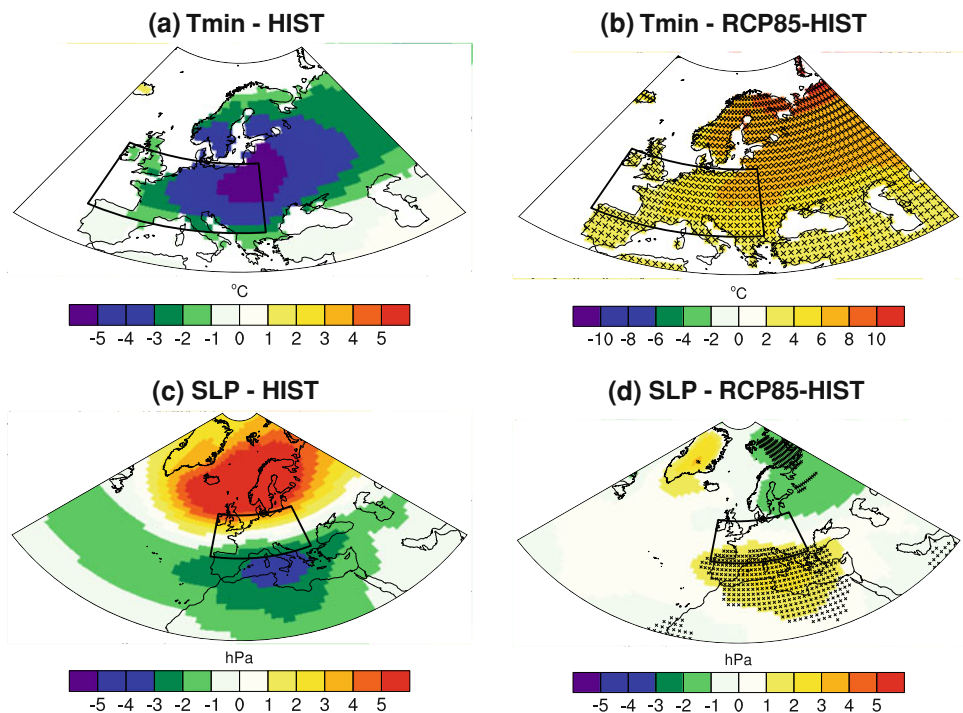 (a) Tmin - HIST
(b) Tmin - RCP85-HIST
°C
-5 -4 -3 -2 -1 0 1 2 3 4 5
°C
-10 -8 -6 -4 -2 0 2 4 6 8 10
(c) SLP - HIST
(d) SLP - RCP85-HIST
hPa
-5 -4 -3 -2 -1 0 1 2 3 4 5
hPa
-5 -4 -3 -2 -1 0 1 2 3 4 5